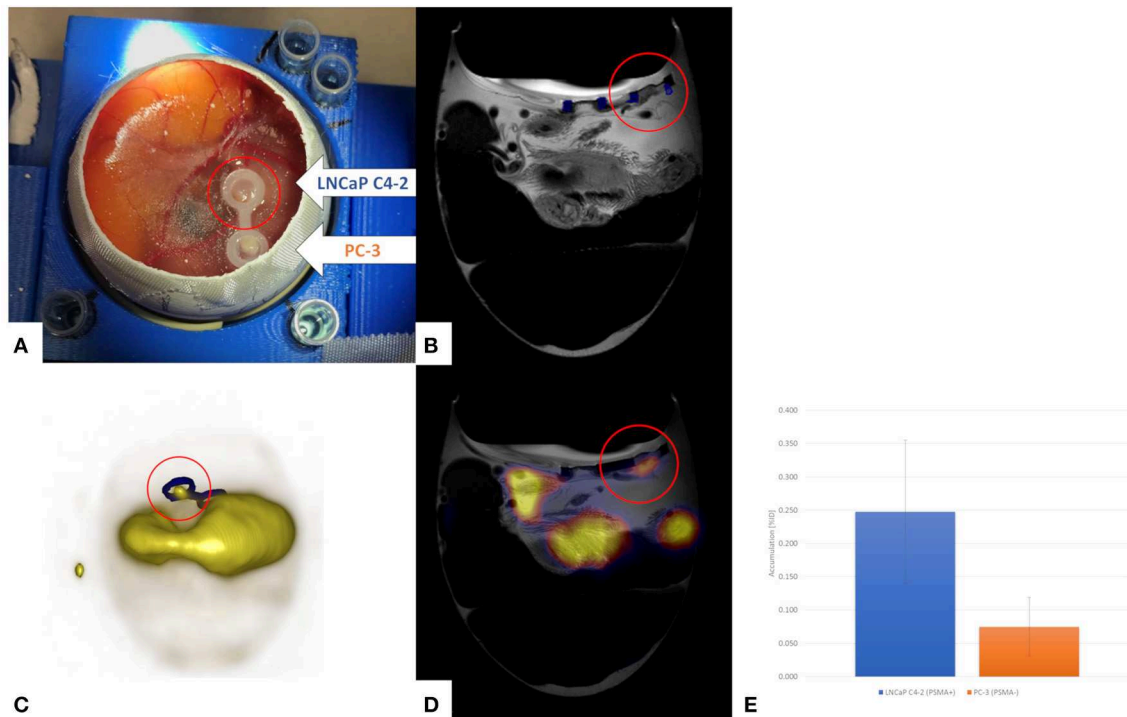 LNCaP C4-2
PC-3
A
B
C
D
0.400
0.350
0.300
0.250
0.200
0.150
0.100
0.050
0.000
Accumulation [%ID]
LNCaP C4-2 (PSMA+) PC-3 (PSMA-)
E